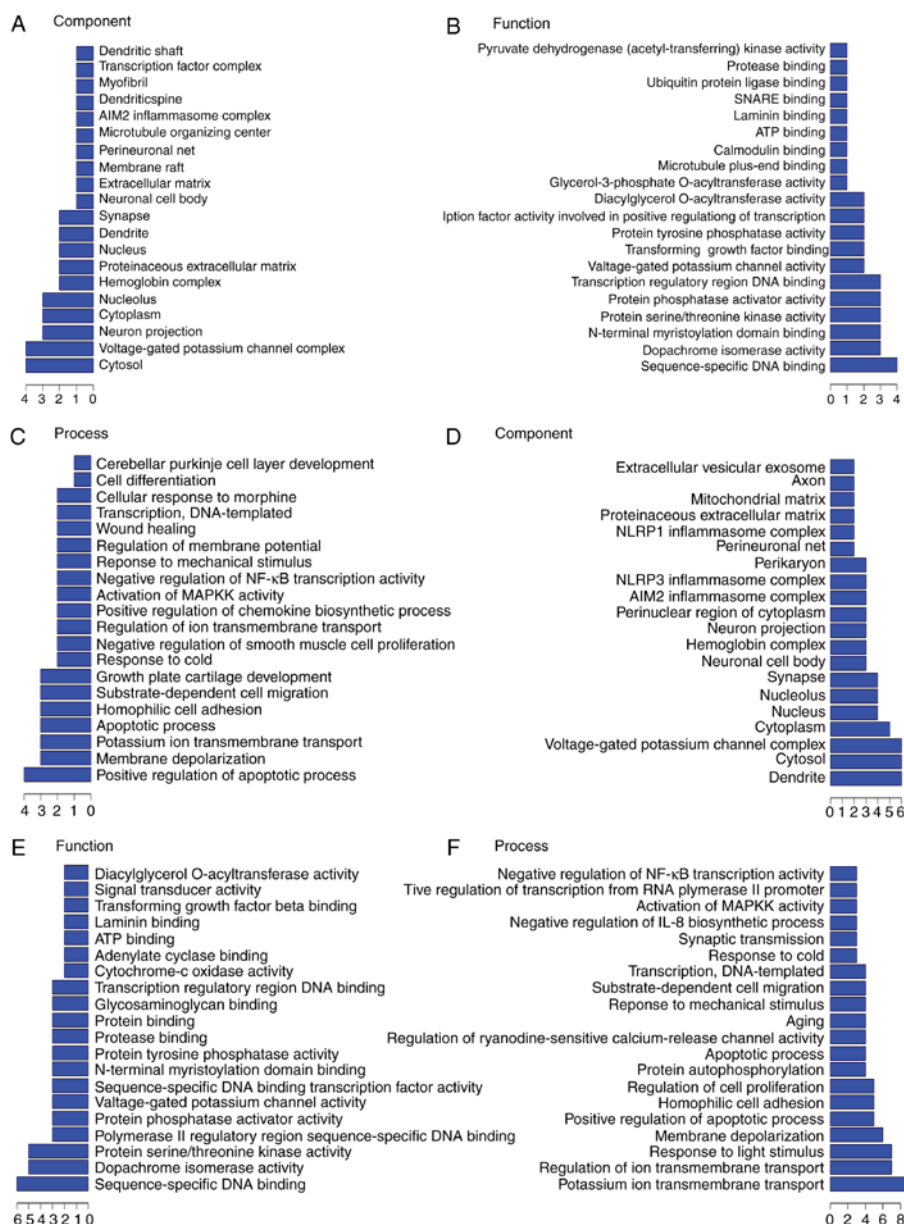 A Component
Dendritic shaft
Transcription factor complex
Myofibril
Dendriticspine
AIM2 inflammasome complex
Microtubule organizing center
Perineuronal net
Membrane raft
Extracellular matrix
Neuronal cell body
Synapse
Dendrite
Nucleus
Proteinaceous extracellular matrix
Hemoglobin complex
Nucleolus
Cytoplasm
Neuron projection
Voltage-gated potassium channel complex
Cytosol
4 3 2 1 0
B Function
Pyruvate dehydrogenase (acetyl-transferring) kinase activity
Protease binding
Ubiquitin protein ligase binding
SNARE binding
Laminin binding
ATP binding
Calmodulin binding
Microtubule plus-end binding
Glycerol-3-phosphate O-acyltransferase activity
Diacylglycerol O-acyltransferase activity
Iption factor activity involved in positive regulationg of transcription
Protein tyrosine phosphatase activity
Transforming growth factor binding
Valtage-gated potassium channel activity
Transcription regulatory region DNA binding
Protein phosphatase activator activity
Protein serine/threonine kinase activity
N-terminal myristoylation domain binding
Dopachrome isomerase activity
Sequence-specific DNA binding
0 1 2 3 4
C Process
Cerebellar purkinje cell layer development
Cell differentiation
Cellular response to morphine
Transcription, DNA-templated
Wound healing
Regulation of membrane potential
Reponse to mechanical stimulus
Negative regulation of NF-κB transcription activity
Activation of MAPKK activity
Positive regulation of chemokine biosynthetic process
Regulation of ion transmembrane transport
Negative regulation of smooth muscle cell proliferation
Response to cold
Growth plate cartilage development
Substrate-dependent cell migration
Homophilic cell adhesion
Apoptotic process
Potassium ion transmembrane transport
Membrane depolarization
Positive regulation of apoptotic process
4 3 2 1 0
D Component
Extracellular vesicular exosome
Axon
Mitochondrial matrix
Proteinaceous extracellular matrix
NLRP1 inflammasome complex
Perineuronal net
Perikaryon
NLRP3 inflammasome complex
AIM2 inflammasome complex
Perinuclear region of cytoplasm
Neuron projection
Hemoglobin complex
Neuronal cell body
Synapse
Nucleolus
Nucleus
Cytoplasm
Voltage-gated potassium channel complex
Cytosol
Dendrite
0 1 2 3 4 5 6
E Function
Diacylglycerol O-acyltransferase activity
Signal transducer activity
Transforming growth factor beta binding
Laminin binding
ATP binding
Adenylate cyclase binding
Cytochrome-c oxidase activity
Transcription regulatory region DNA binding
Glycosaminoglycan binding
Protein binding
Protease binding
Protein tyrosine phosphatase activity
N-terminal myristoylation domain binding
Sequence-specific DNA binding transcription factor activity
Valtage-gated potassium channel activity
Protein phosphatase activator activity
Polymerase II regulatory region sequence-specific DNA binding
Protein serine/threonine kinase activity
Dopachrome isomerase activity
Sequence-specific DNA binding
6 5 4 3 2 1 0
F Process
Negative regulation of NF-κB transcription activity
Tive regulation of transcription from RNA plymerase II promoter
Activation of MAPKK activity
Negative regulation of IL-8 biosynthetic process
Synaptic transmission
Response to cold
Transcription, DNA-templated
Substrate-dependent cell migration
Reponse to mechanical stimulus
Aging
Regulation of ryanodine-sensitive calcium-release channel activity
Apoptotic process
Protein autophosphorylation
Regulation of cell proliferation
Homophilic cell adhesion
Positive regulation of apoptotic process
Membrane depolarization
Response to light stimulus
Regulation of ion transmembrane transport
Potassium ion transmembrane transport
0 2 4 6 8